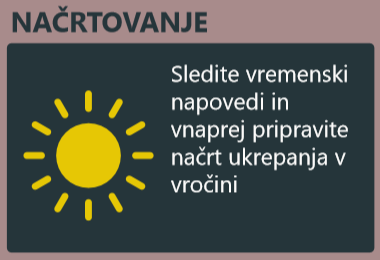 NAČRTOVANJE
Sledite vremenski
napovedi in
vnaprej pripravite
načrt ukrepanja v
vročini